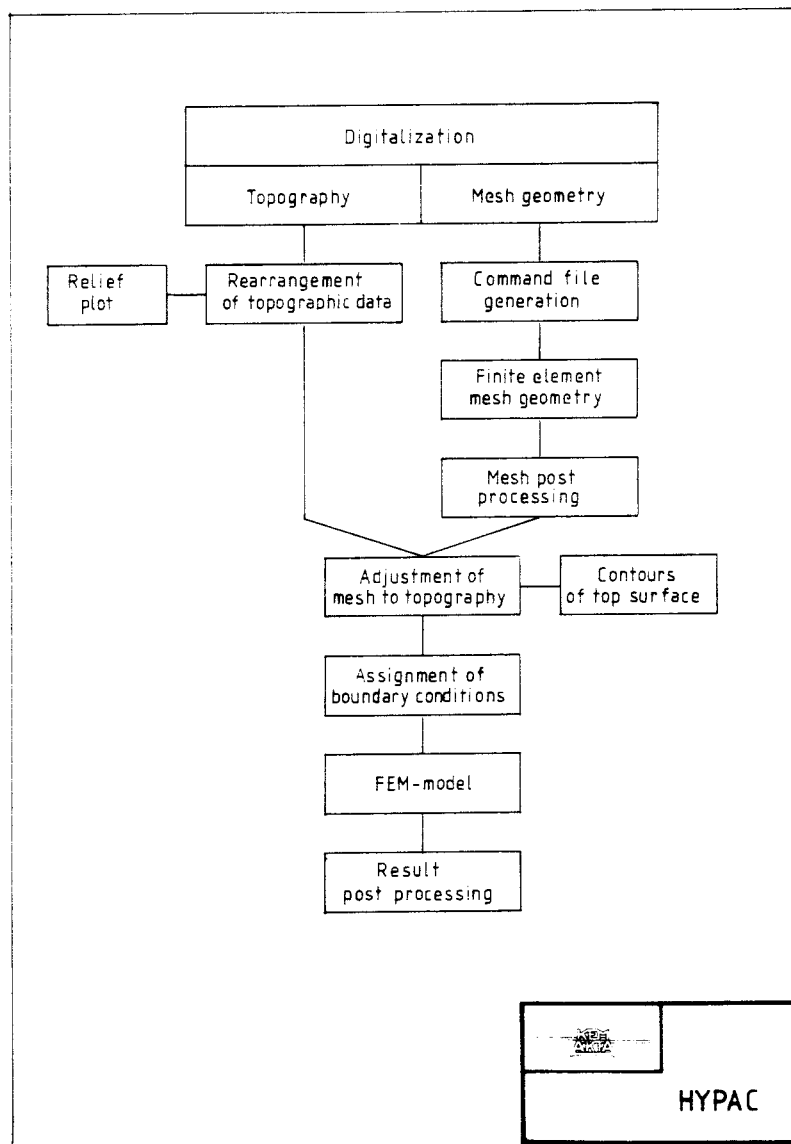 Digitalization
Topography
Mesh geometry
Relief
plot
Rearrangement
of topographic data
Command file
generation
Finite element
mesh geometry
Mesh post
processing
Adjustment of
mesh to topography
Contours
of top surface
Assignment of
boundary conditions
FEM-model
Result
post processing
HYPAC